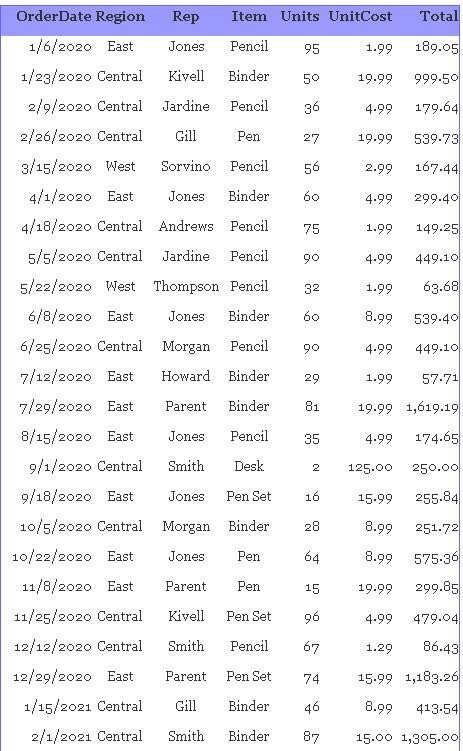 OrderDate Region Rep Item Units UnitCost Total
1/6/2020 East Jones Pencil 95 1.99 189.05
1/23/2020 Central Kivell Binder 50 19.99 999.50
2/9/2020 Central Jardine Pencil 36 4.99 179.64
2/26/2020 Central Gill Pen 27 19.99 539.73
3/15/2020 West Sorvino Pencil 56 2.99 167.44
4/1/2020 East Jones Binder 60 4.99 299.40
4/18/2020 Central Andrews Pencil 75 1.99 149.25
5/5/2020 Central Jardine Pencil 90 4.99 449.10
5/22/2020 West Thompson Pencil 32 1.99 63.68
6/8/2020 East Jones Binder 60 8.99 539.40
6/25/2020 Central Morgan Pencil 90 4.99 449.10
7/12/2020 East Howard Binder 29 1.99 57.71
7/29/2020 East Parent Binder 81 19.99 1,619.19
8/15/2020 East Jones Pencil 35 4.99 174.65
9/1/2020 Central Smith Desk 2 125.00 250.00
9/18/2020 East Jones Pen Set 16 15.99 255.84
10/5/2020 Central Morgan Binder 28 8.99 251.72
10/22/2020 East Jones Pen 64 8.99 575.36
11/8/2020 East Parent Pen 15 19.99 299.85
11/25/2020 Central Kivell Pen Set 96 4.99 479.04
12/12/2020 Central Smith Pencil 67 1.29 86.43
12/29/2020 East Parent Pen Set 74 15.99 1,183.26
1/15/2021 Central Gill Binder 46 8.99 413.54
2/1/2021 Central Smith Binder 87 15.00 1,305.00